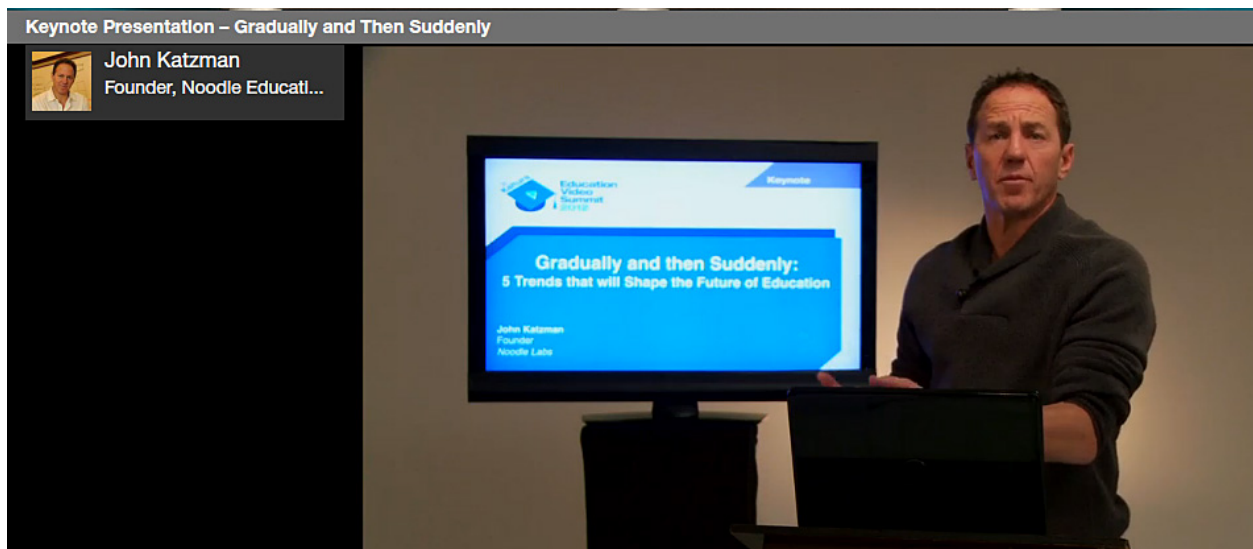 Keynote Presentation – Gradually and Then Suddenly
John Katzman
Founder, Noodle Educati...
Keynote
Education
Video
Summit
2012
Gradually and then Suddenly:
5 Trends that will Shape the Future of Education
John Katzman
Founder
Noodle Labs